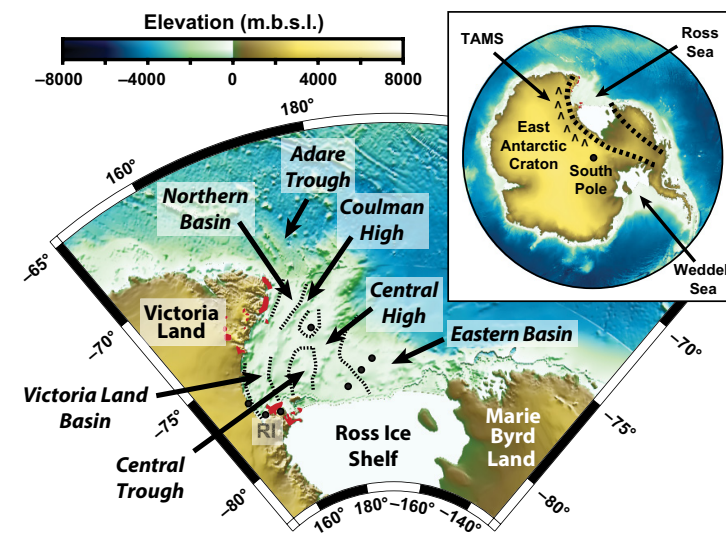 Elevation (m.b.s.l.)
–8000 –4000 0 4000 8000
TAMS
Ross
Sea
East
Antarctic
Craton
South
Pole
Weddel
Sea
180°
160°
Adare
Trough
Northern
Basin
Coulman
High
–65°
Central
High
Victoria
Land
Eastern Basin
–70°
–70°
Victoria Land
Basin
–75°
–75°
RI
Ross Ice
Shelf
Marie
Byrd
Land
Central
Trough
–80°
–80°
160° 180° –160° –140°